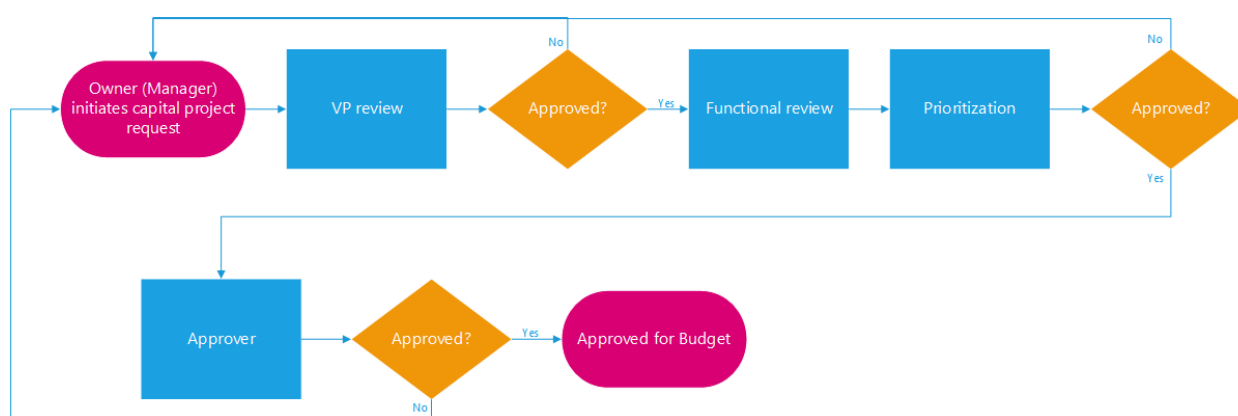 No
No
Owner (Manager)
initiates capital project
request
VP review
Approved?
Yes
Functional review
Prioritization
Approved?
Yes
Approver
Approved?
Yes
Approved for Budget
No